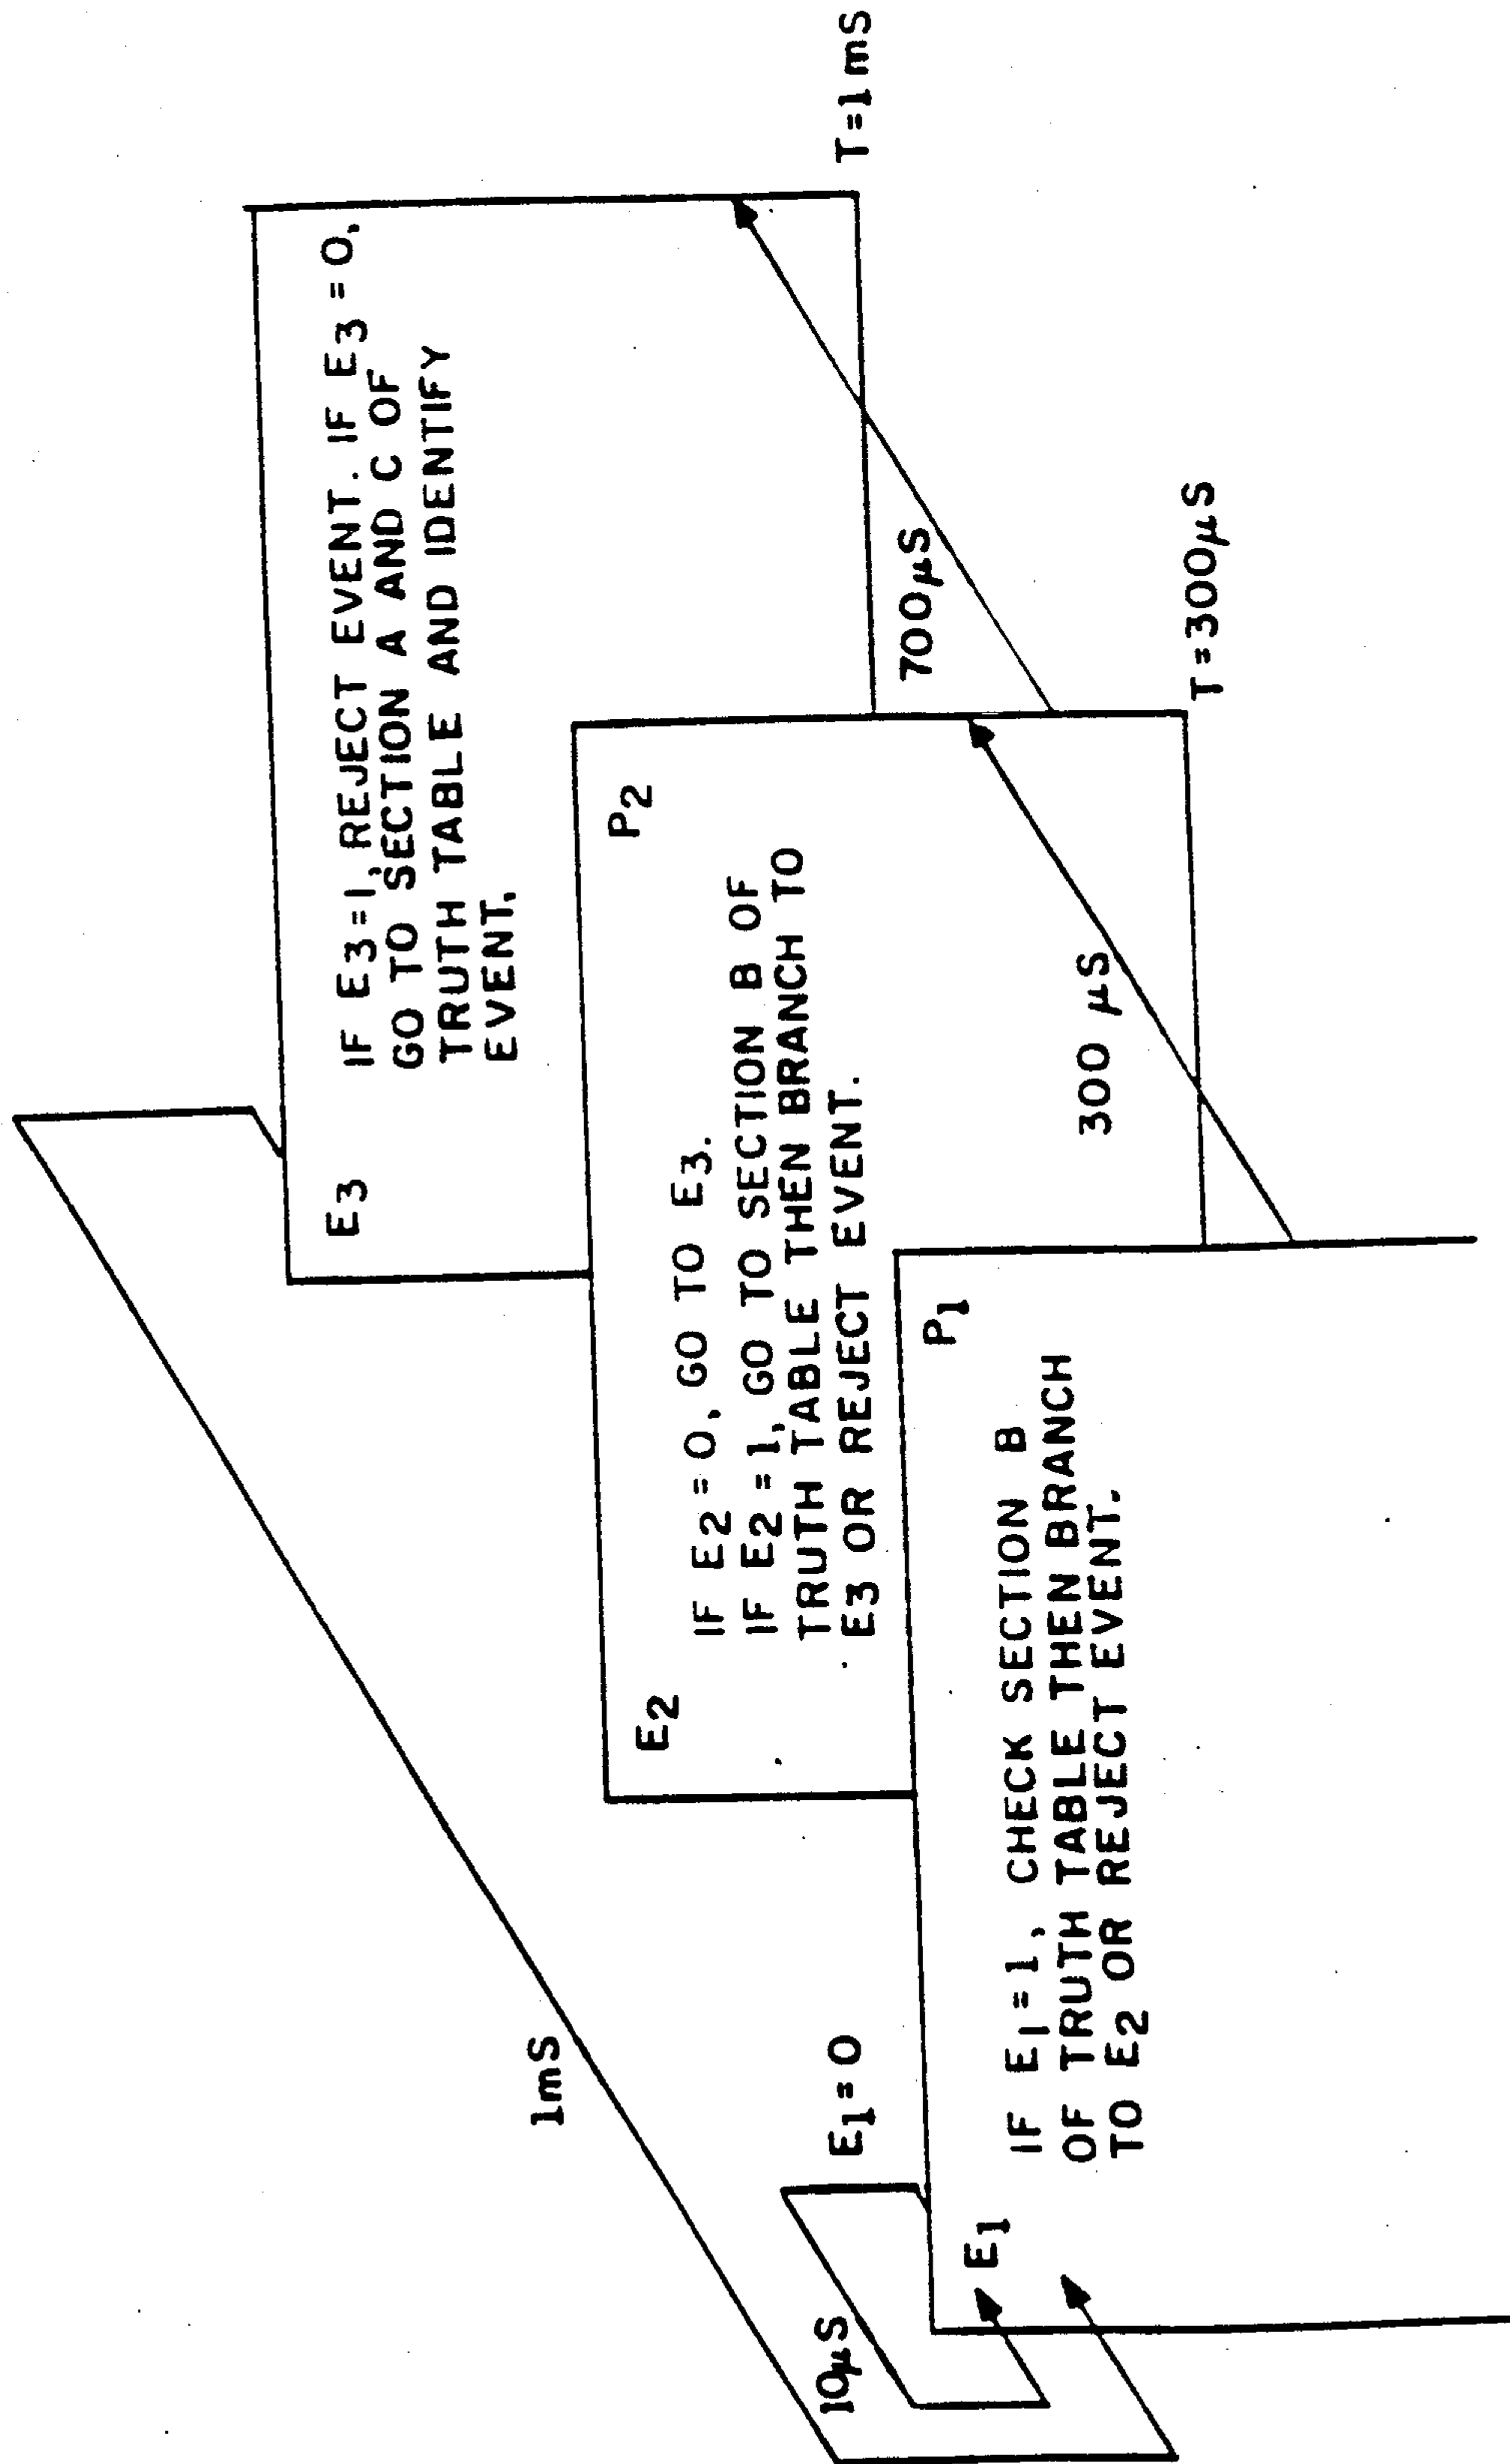 1mS
E3
IF E3=1, REJECT EVENT. IF E3 = 0,
GO TO SECTION A AND C OF
TRUTH TABLE AND IDENTIFY
EVENT.
T=1mS
P2
E2
IF E2 = 0, GO TO E3.
IF E2 = 1, GO TO SECTION B OF
TRUTH TABLE THEN BRANCH TO
E3 OR REJECT EVENT.
700μS
10μS
E1=0
P1
E1
IF E1=1, CHECK SECTION B
OF TRUTH TABLE THEN BRANCH
TO E2 OR REJECT EVENT.
300 μS
T=300μS